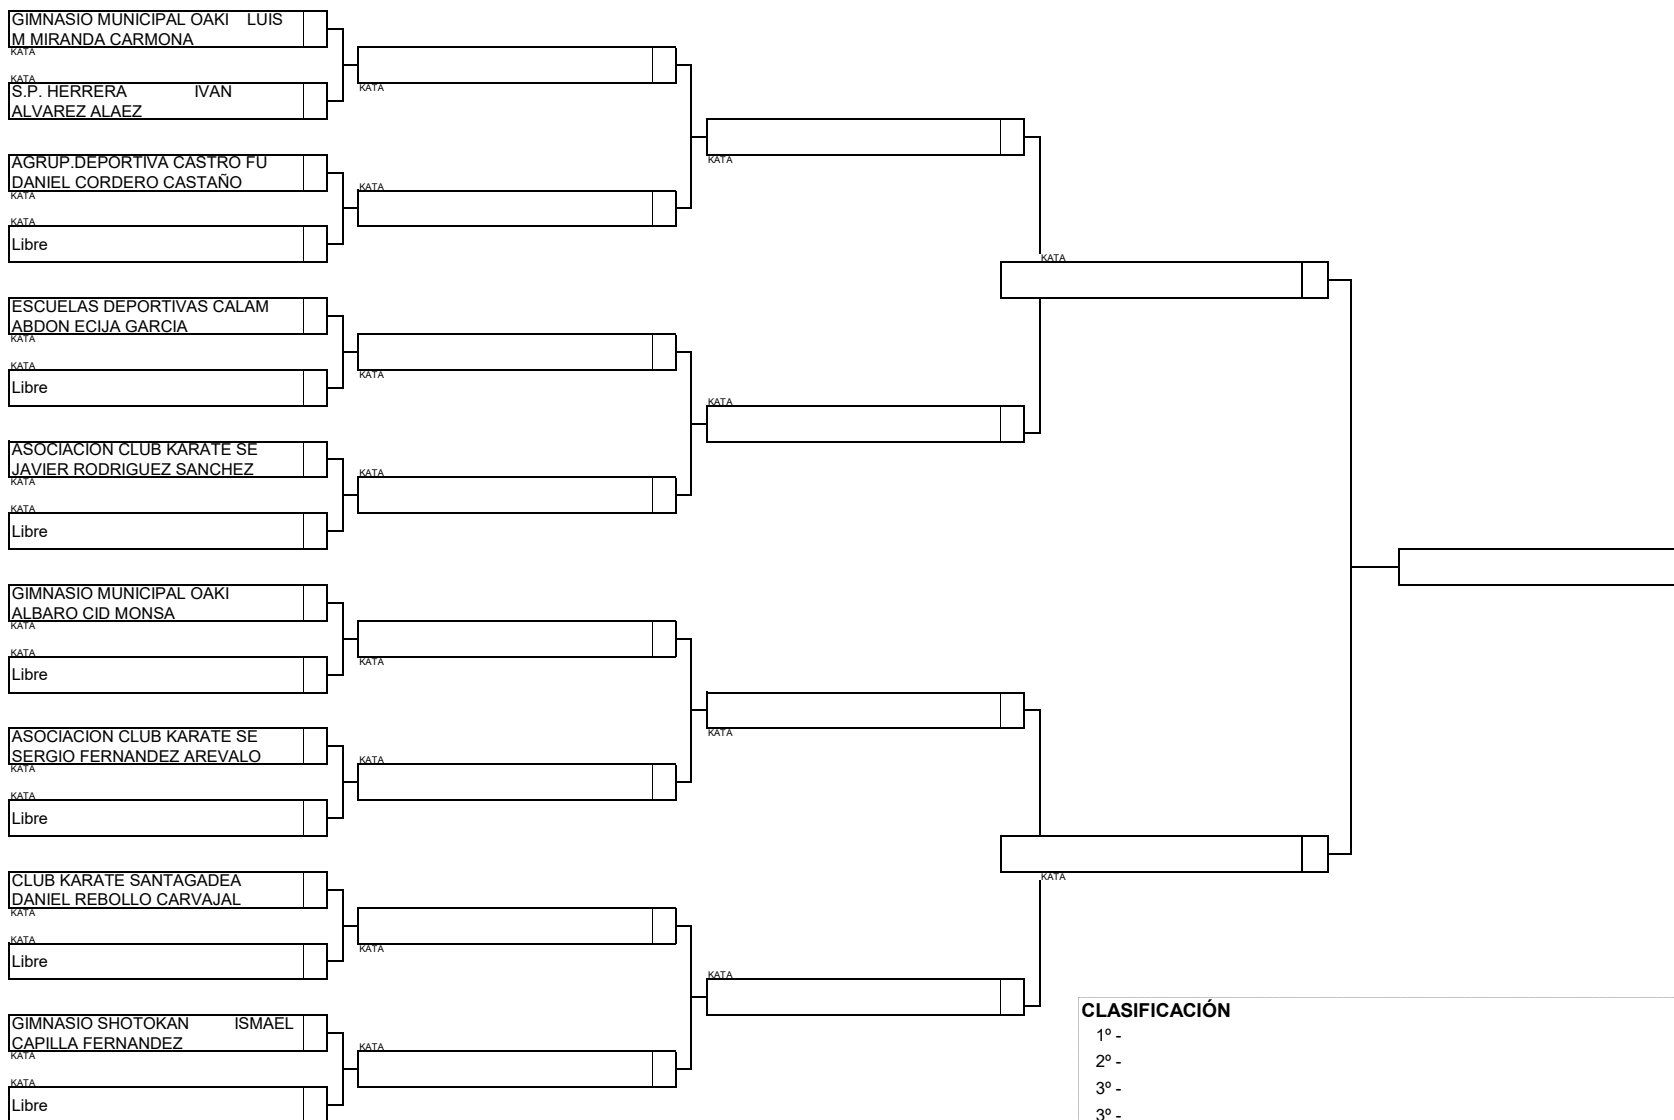 GIMNASIO MUNICIPAL OAKI LUIS
M MIRANDA CARMONA
KATA
KATA
S.P. HERRERA IVAN
ALVAREZ ALAEZ
AGRUP.DEPORTIVA CASTRO FU
DANIEL CORDERO CASTAÑO
KATA
KATA
Libre
ESCUELAS DEPORTIVAS CALAM
ABDON ECIJA GARCIA
KATA
KATA
Libre
ASOCIACION CLUB KARATE SE
JAVIER RODRIGUEZ SANCHEZ
KATA
KATA
Libre
GIMNASIO MUNICIPAL OAKI
ALBARO CID MONSA
KATA
KATA
Libre
ASOCIACION CLUB KARATE SE
SERGIO FERNANDEZ AREVALO
KATA
KATA
Libre
CLUB KARATE SANTAGADEA
DANIEL REBOLLO CARVAJAL
KATA
KATA
Libre
GIMNASIO SHOTOKAN ISMAEL
CAPILLA FERNANDEZ
KATA
KATA
Libre
KATA
KATA
KATA
KATA
KATA
KATA
KATA
KATA
KATA
KATA
KATA
KATA
KATA
KATA
CLASIFICACIÓN
1º -
2º -
3º -
3º -